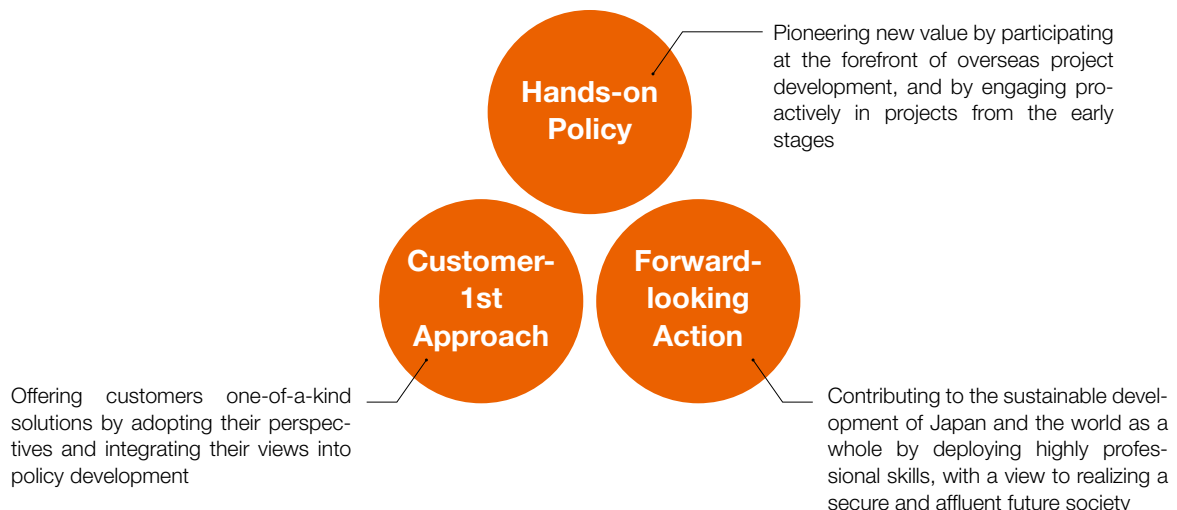 Hands-on
Policy
Pioneering new value by participating
at the forefront of overseas project
development, and by engaging pro-
actively in projects from the early
stages
Customer-
1st
Approach
Offering customers one-of-a-kind
solutions by adopting their perspec-
tives and integrating their views into
policy development
Forward-
looking
Action
Contributing to the sustainable devel-
opment of Japan and the world as a
whole by deploying highly profes-
sional skills, with a view to realizing a
secure and affluent future society